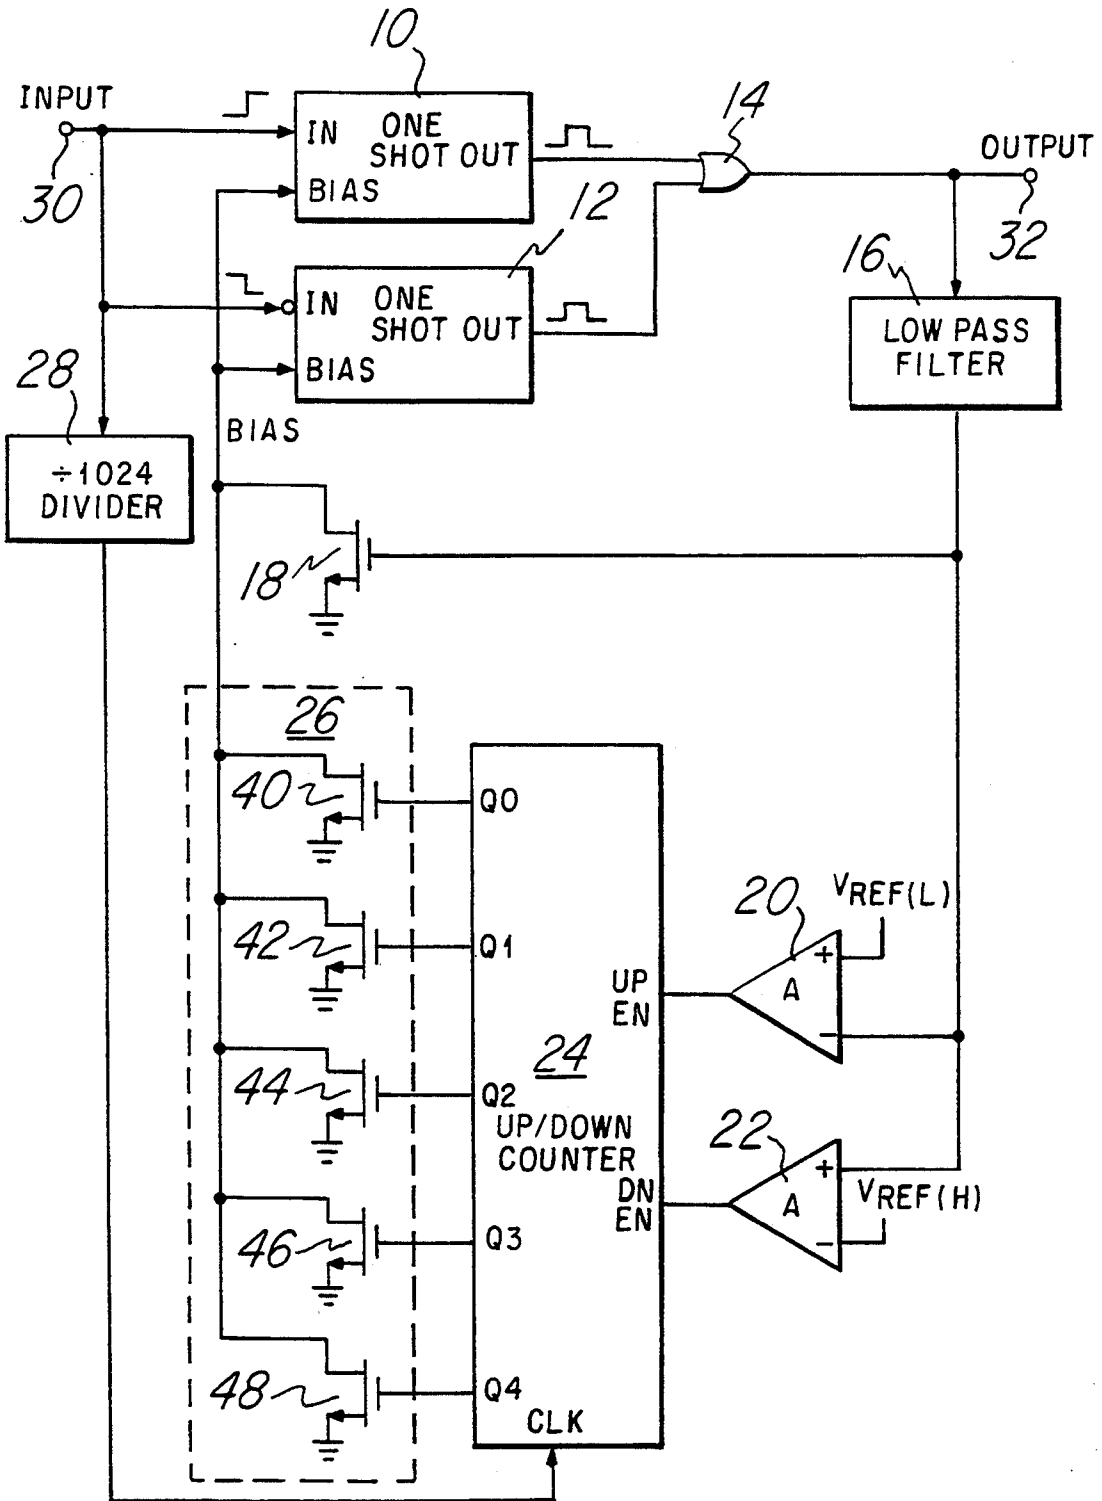 10
INPUT
30
IN
ONE
SHOT OUT
BIAS
14
OUTPUT
32
12
IN
ONE
SHOT OUT
BIAS
16
LOW PASS
FILTER
28
÷1024
DIVIDER
BIAS
18
26
40
Q0
42
Q1
44
Q2
46
Q3
48
Q4
UP
EN
24
UP/DOWN
COUNTER
DN
EN
CLK
20
VREF(L)
+
A
−
22
+
VREF(H)
A
−